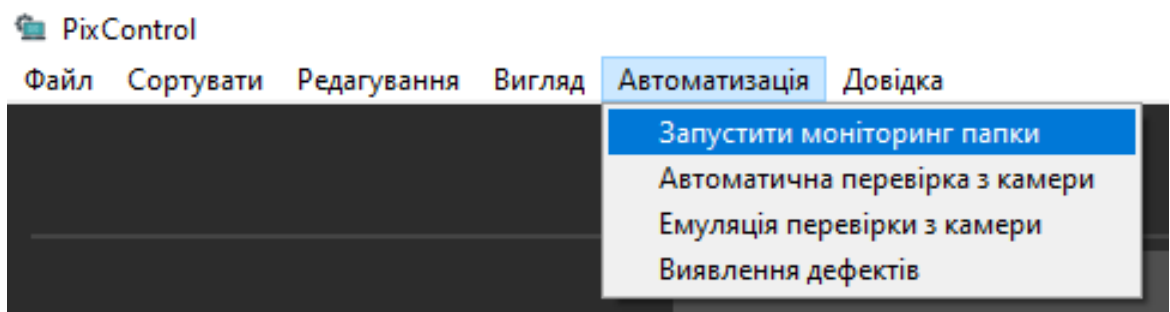 PixControl
Файл Сортувати Редагування Вигляд Автоматизація Довідка
Запустити моніторинг папки
Автоматична перевірка з камери
Емуляція перевірки з камери
Виявлення дефектів